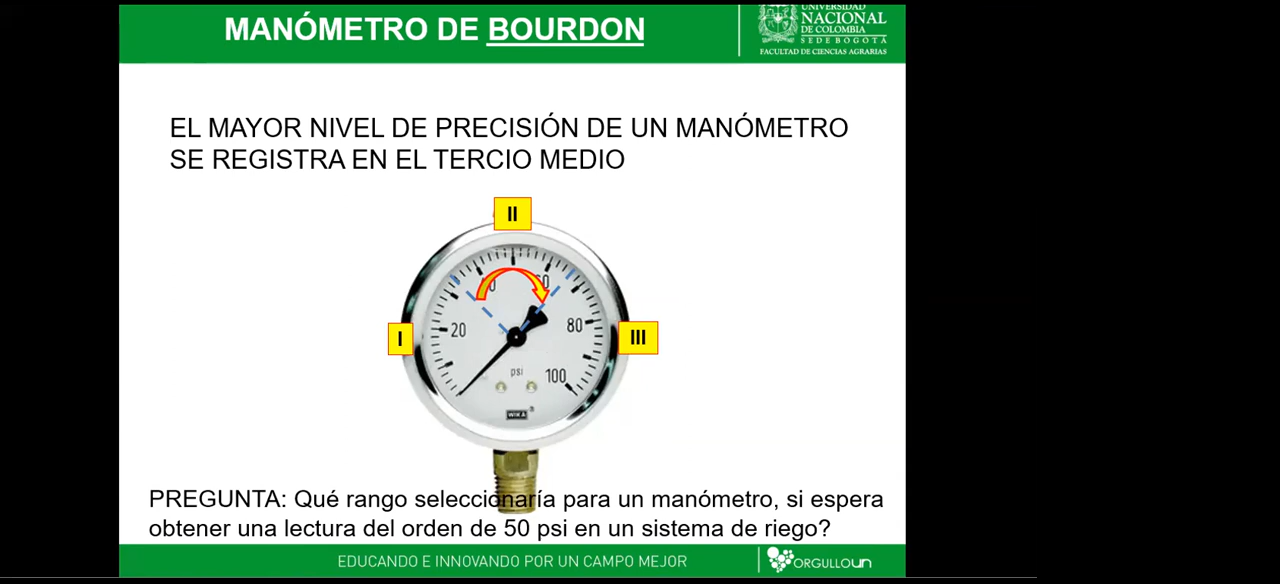 MANÓMETRO DE BOURDON
UNIVERSIDAD
NACIONAL
DE COLOMBIA
SEDE BOGOTÁ
FACULTAD DE CIENCIAS AGRARIAS
EL MAYOR NIVEL DE PRECISIÓN DE UN MANÓMETRO
SE REGISTRA EN EL TERCIO MEDIO
II
I
III
20
80
100
psi
WIKA
PREGUNTA: Qué rango seleccionaría para un manómetro, si espera
obtener una lectura del orden de 50 psi en un sistema de riego?
EDUCANDO E INNOVANDO POR UN CAMPO MEJOR
ORGULLOUN